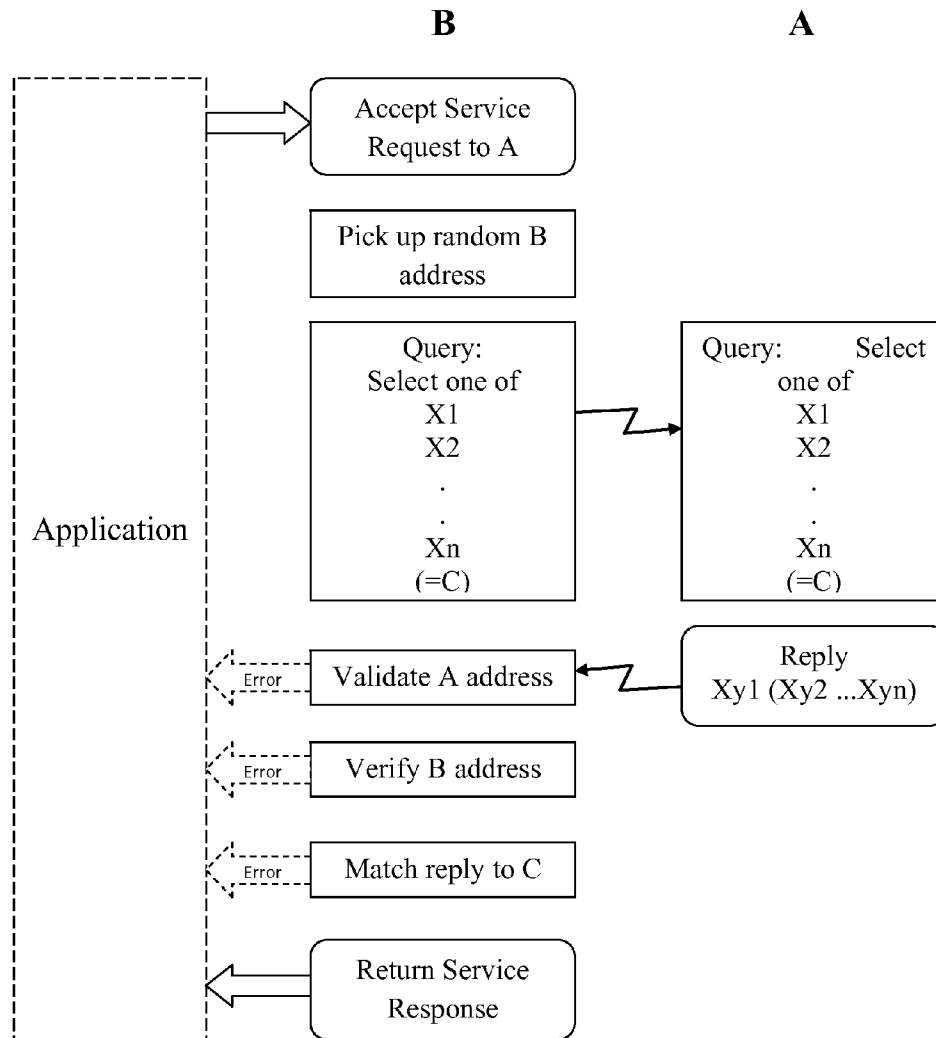 B
A
Accept Service
Request to A
Pick up random B
address
Query:
Select one of
X1
X2
.
.
Xn
(=C)
Query: Select
one of
X1
X2
.
.
Xn
(=C)
Application
Reply
Xy1 (Xy2 ...Xyn)
Error
Validate A address
Error
Verify B address
Error
Match reply to C
Return Service
Response